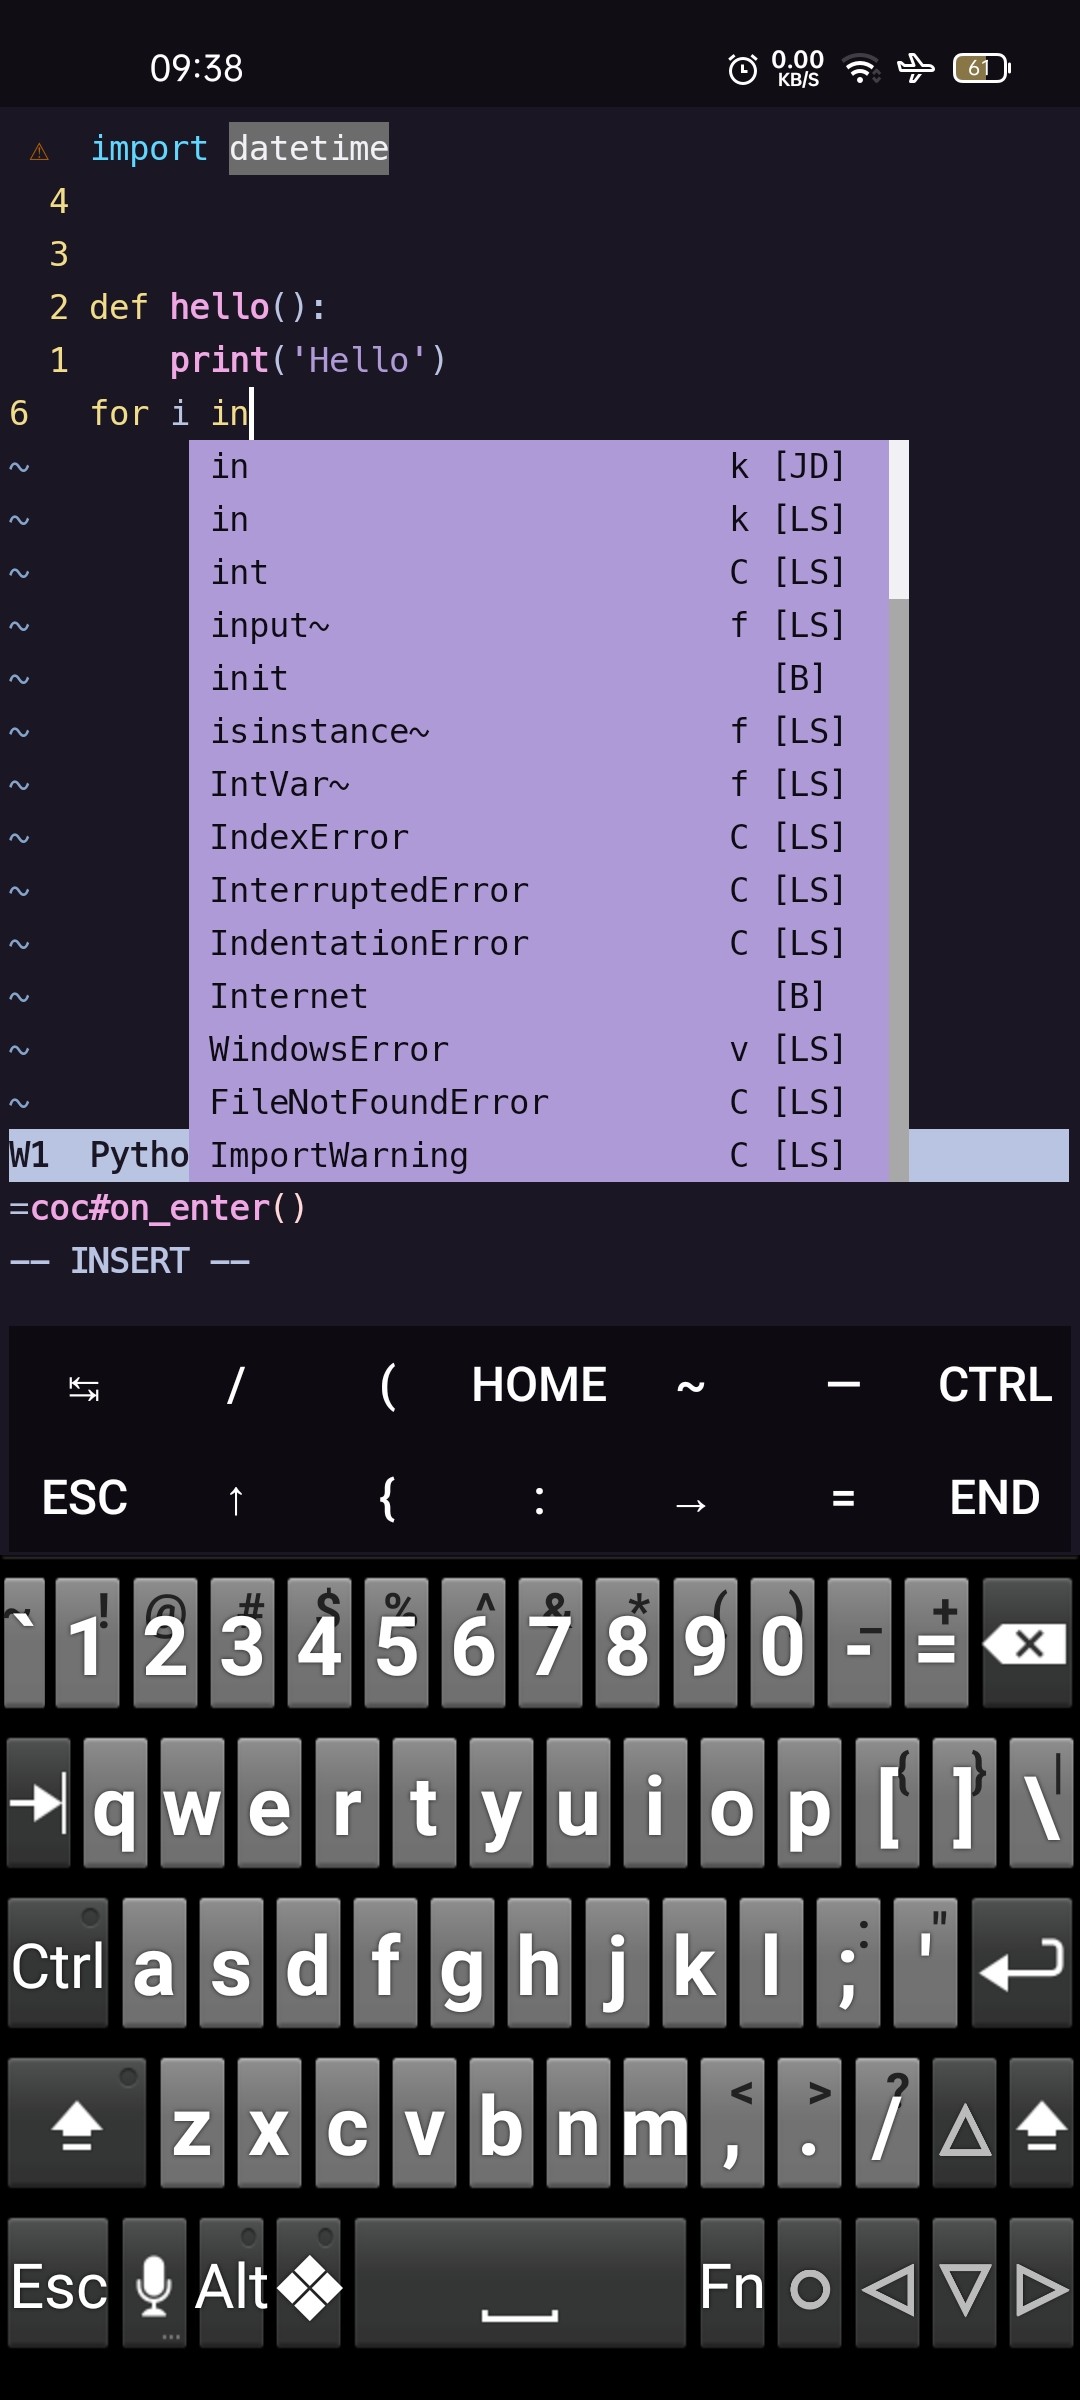 09:38 0.00 KB/S 61
⚠ import datetime
4
3
2 def hello():
1 print('Hello')
6 for i in
~ in k [JD]
~ in k [LS]
~ int C [LS]
~ input~ f [LS]
~ init [B]
~ isinstance~ f [LS]
~ IntVar~ f [LS]
~ IndexError C [LS]
~ InterruptedError C [LS]
~ IndentationError C [LS]
~ Internet [B]
~ WindowsError v [LS]
~ FileNotFoundError C [LS]
W1 Pytho ImportWarning C [LS]
=coc#on_enter()
-- INSERT --
↹ / ( HOME ~ — CTRL
ESC ↑ { : → = END
~ ! @ # $ % ^ & * ( ) _ +
` 1 2 3 4 5 6 7 8 9 0 - =
{ } |
q w e r t y u i o p [ ] \
: "
Ctrl a s d f g h j k l ; '
< > ?
z x c v b n m , . /
Esc ... Alt Fn